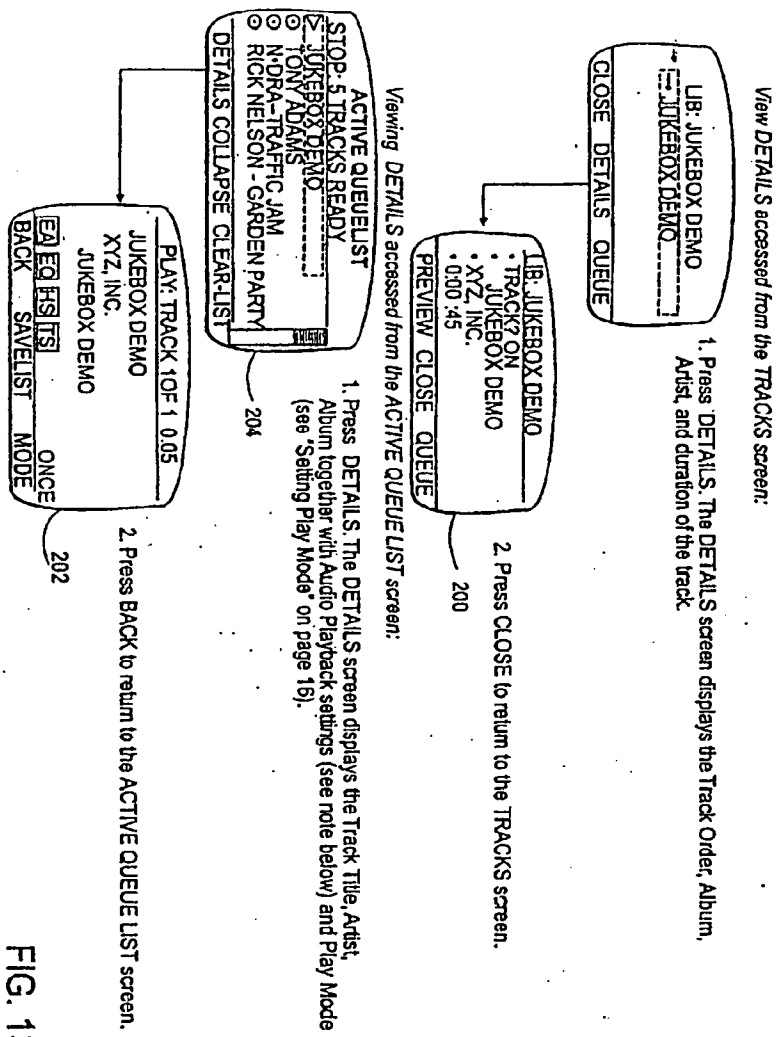 View DETAILS accessed from the TRACKS screen:
LIB: JUKEBOX DEMO
JUKEBOX DEMO
CLOSE DETAILS QUEUE
1. Press DETAILS. The DETAILS screen displays the Track Order, Album,
Artist, and duration of the track.
LIB: JUKEBOX DEMO
• TRACK? ON
• JUKEBOX DEMO
• XYZ, INC.
• 0:00 :45
PREVIEW CLOSE QUEUE
200
2. Press CLOSE to return to the TRACKS screen.
Viewing DETAILS accessed from the ACTIVE QUEUE LIST screen:
ACTIVE QUEUELIST
STOP: 5 TRACKS READY
JUKEBOX DEMO
TONY ADAMS
N•DRA-TRAFFIC JAM
RICK NELSON - GARDEN PARTY
DETAILS COLLAPSE CLEAR-LIST
204
1. Press DETAILS. The DETAILS screen displays the Track Title, Artist,
Album together with Audio Playback settings (see note below) and Play Mode
(see "Setting Play Mode" on page 16).
PLAY: TRACK 1OF 1 0.05
JUKEBOX DEMO
XYZ, INC.
JUKEBOX DEMO
EA EQ HS TS ONCE
BACK SAVELIST MODE
202
2. Press BACK to return to the ACTIVE QUEUE LIST screen.
FIG.